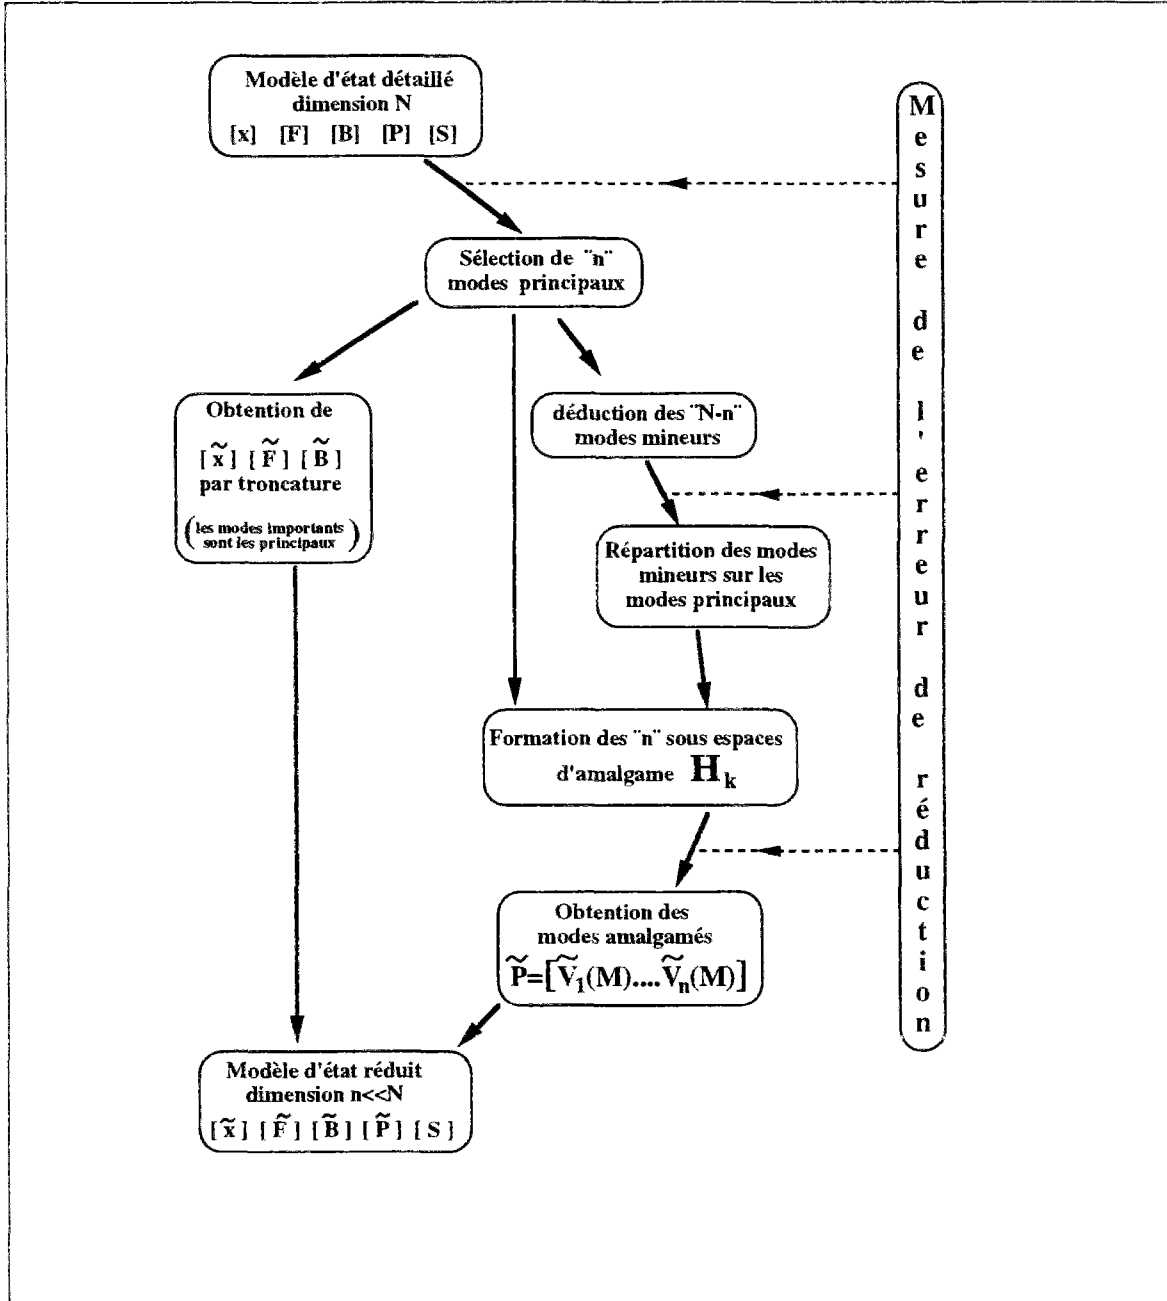 Modèle d'état détaillé
dimension N
[x] [F] [B] [P] [S]
Sélection de "n"
modes principaux
Obtention de
[x̃] [F̃] [B̃]
par troncature
(les modes importants
sont les principaux)
déduction des "N-n"
modes mineurs
Répartition des modes
mineurs sur les
modes principaux
Formation des "n" sous espaces
d'amalgame H_k
Obtention des
modes amalgamés
P̃=[Ṽ₁(M)....Ṽₙ(M)]
Modèle d'état réduit
dimension n<<N
[x̃] [F̃] [B̃] [P̃] [S]
Mesure de l'erreur de réduction